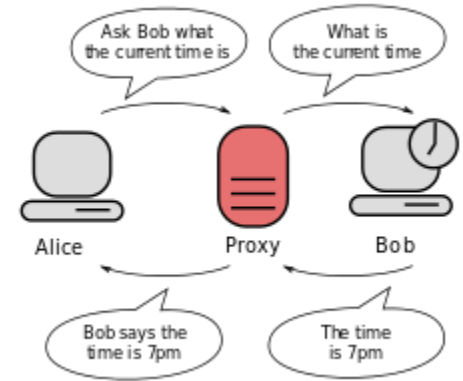 Ask Bob what
the current time is
What is
the current time
Alice
Proxy
Bob
Bob says the
time is 7pm
The time
is 7pm